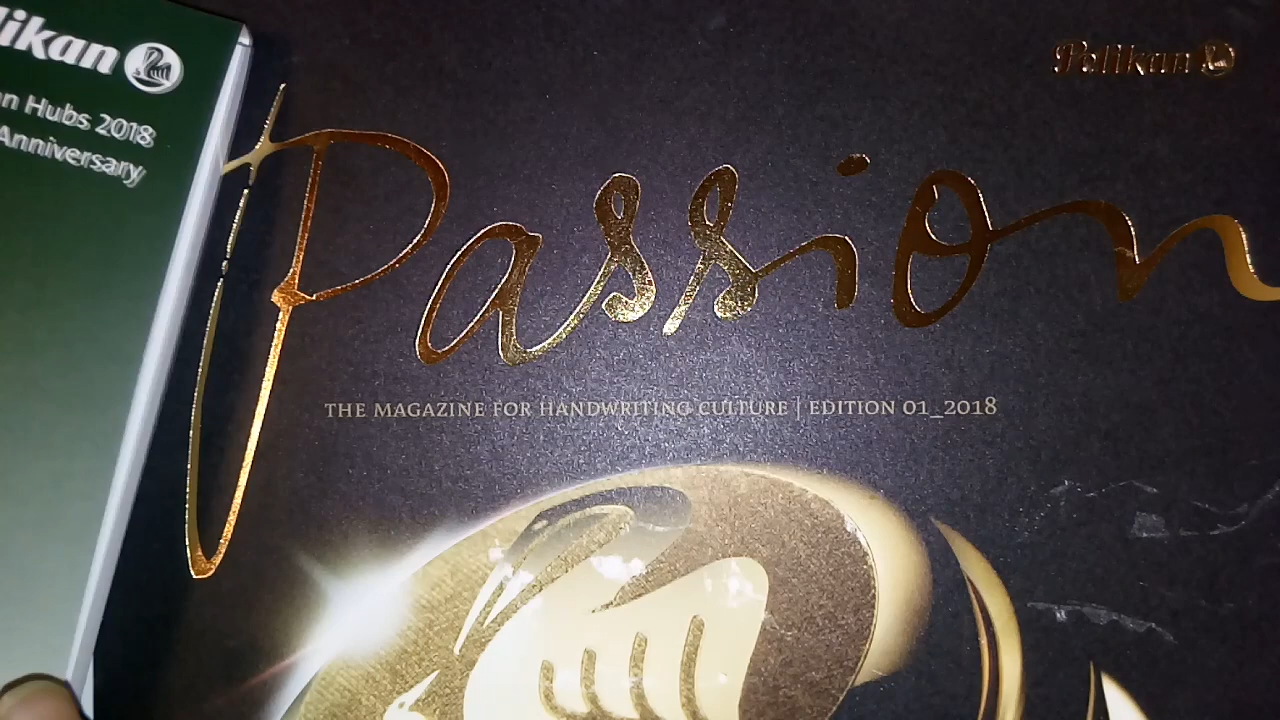 likan
n Hubs 2018
Anniversary
Pelikan
Passion
THE MAGAZINE FOR HANDWRITING CULTURE | EDITION 01_2018